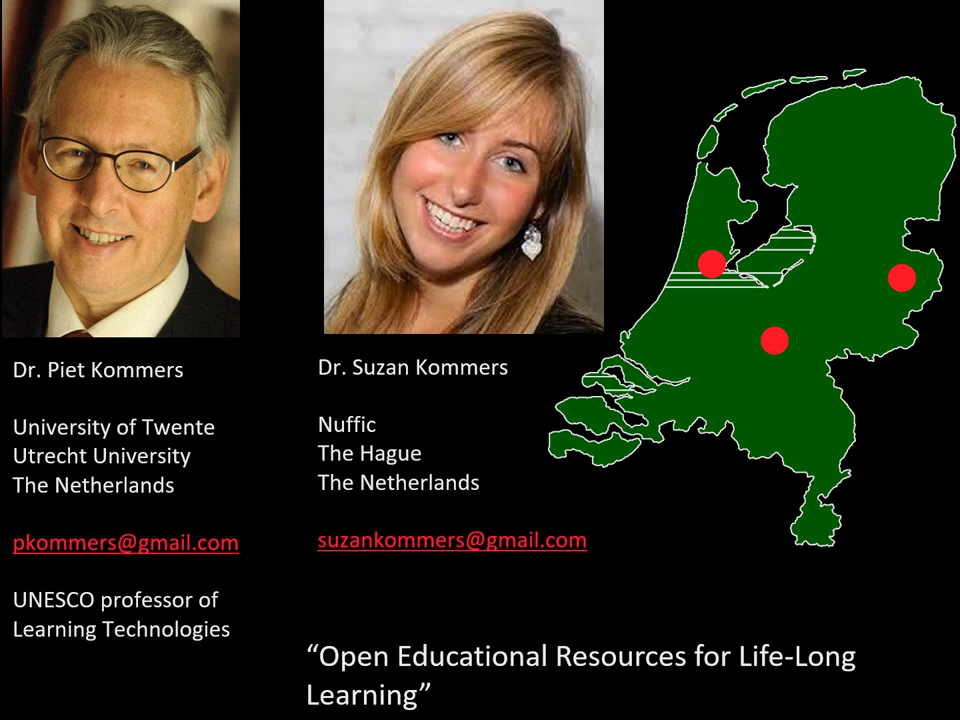 Dr. Piet Kommers
University of Twente
Utrecht University
The Netherlands
pkommers@gmail.com
UNESCO professor of
Learning Technologies
Dr. Suzan Kommers
Nuffic
The Hague
The Netherlands
suzankommers@gmail.com
“Open Educational Resources for Life-Long
Learning”